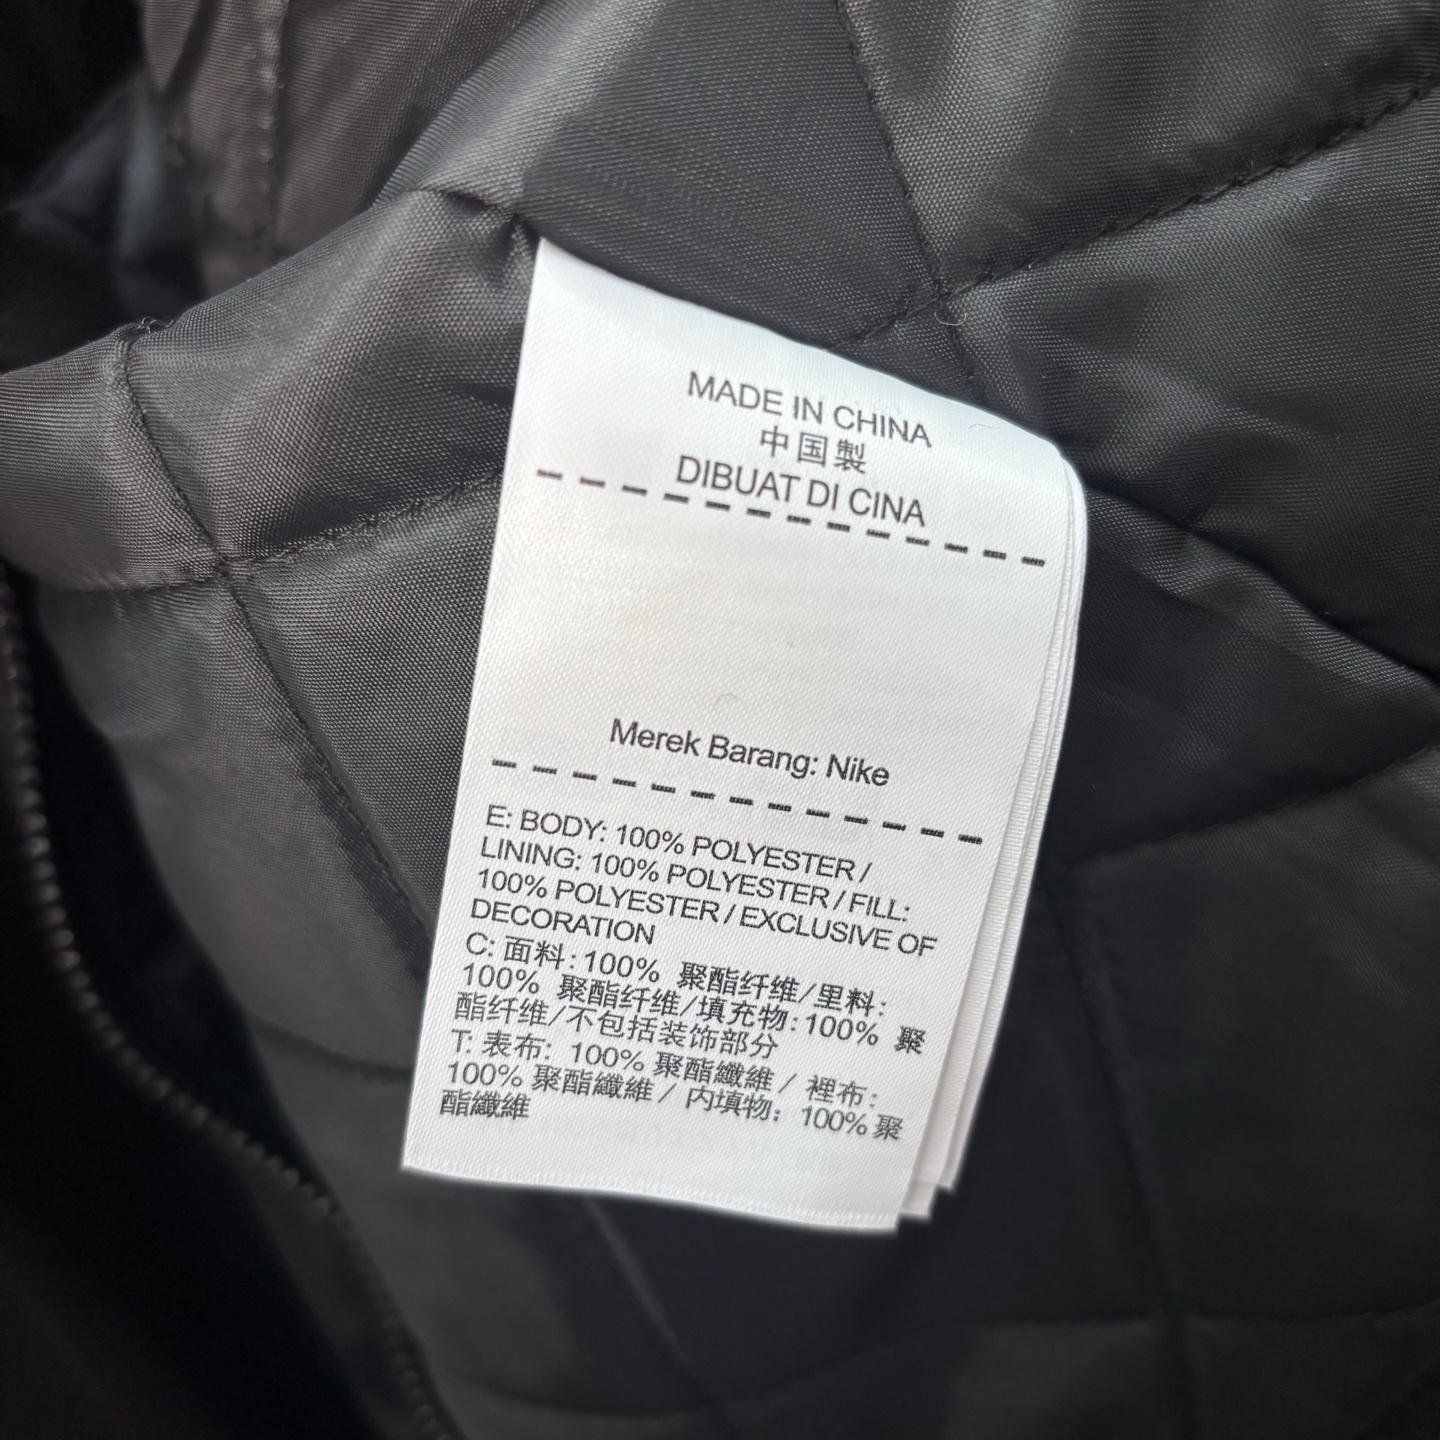 MADE IN CHINA
中国製
DIBUAT DI CINA
Merek Barang: Nike
E: BODY: 100% POLYESTER /
LINING: 100% POLYESTER / FILL:
100% POLYESTER / EXCLUSIVE OF
DECORATION
C: 面料: 100% 聚酯纤维/里料:
100% 聚酯纤维/填充物: 100% 聚
酯纤维/不包括装饰部分
T: 表布: 100% 聚酯纖維 / 裡布:
100% 聚酯纖維 / 内填物: 100% 聚
酯纖維